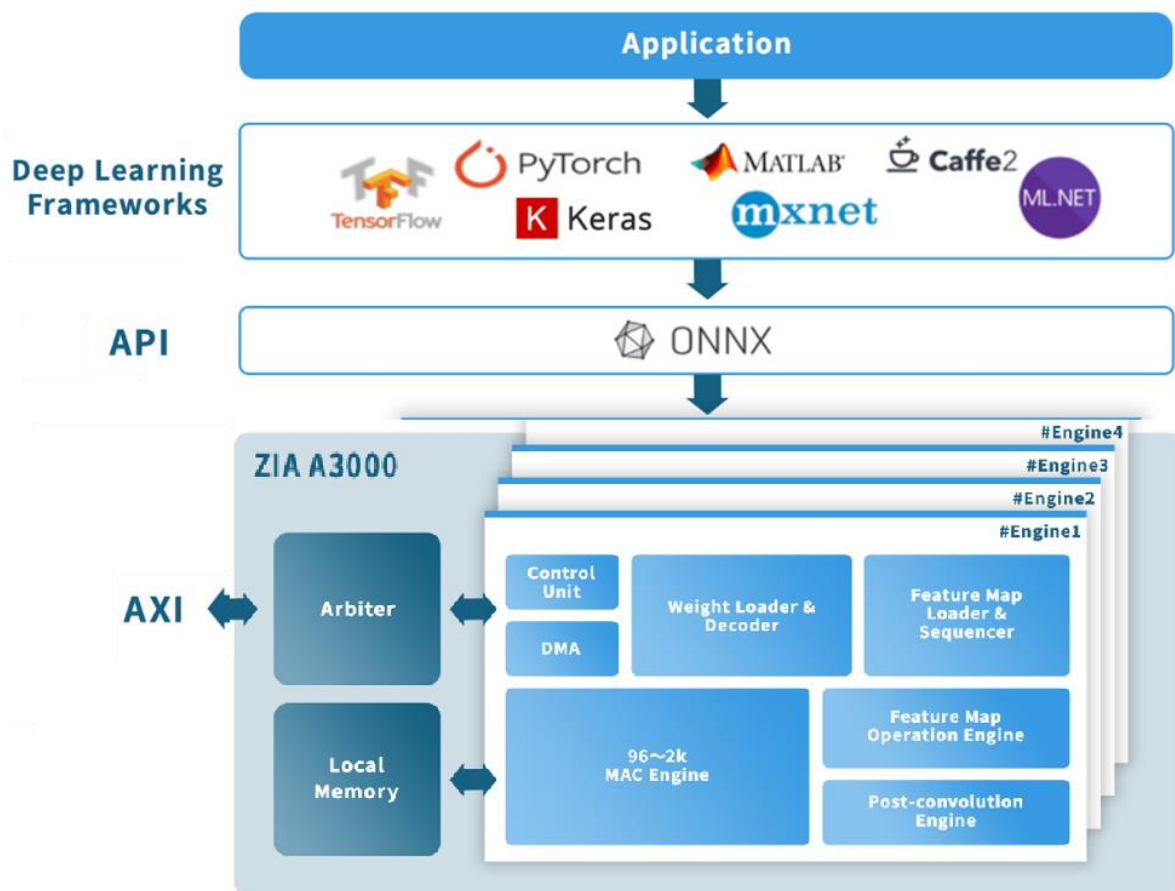 Application
Deep Learning
Frameworks
TensorFlow
PyTorch
MATLAB®
Caffe2
K Keras
mxnet
ML.NET
API
ONNX
ZIA A3000
#Engine4
#Engine3
#Engine2
#Engine1
AXI
Arbiter
Local
Memory
Control
Unit
DMA
Weight Loader &
Decoder
Feature Map
Loader &
Sequencer
96～2k
MAC Engine
Feature Map
Operation Engine
Post-convolution
Engine